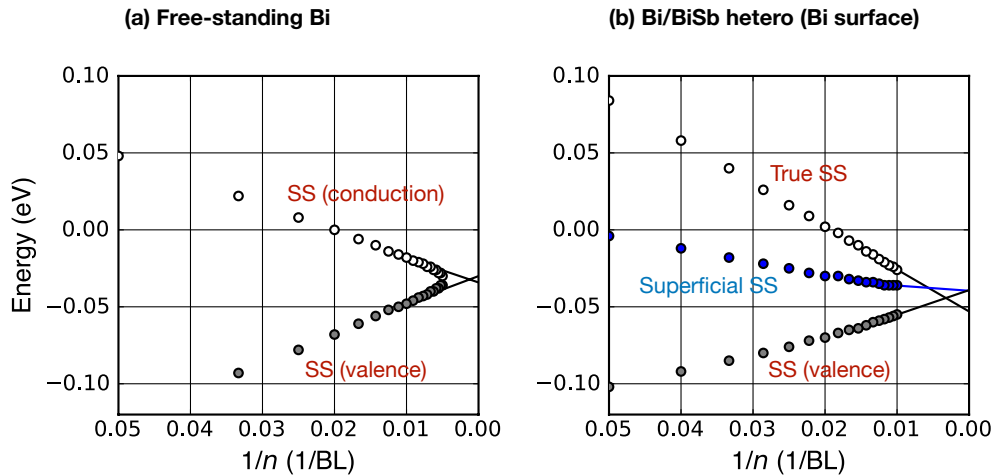 (a) Free-standing Bi
(b) Bi/BiSb hetero (Bi surface)
Energy (eV)
0.10
0.05
0.00
−0.05
−0.10
SS (conduction)
SS (valence)
0.05 0.04 0.03 0.02 0.01 0.00
1/n (1/BL)
0.10
0.05
0.00
−0.05
−0.10
True SS
Superficial SS
SS (valence)
0.05 0.04 0.03 0.02 0.01 0.00
1/n (1/BL)